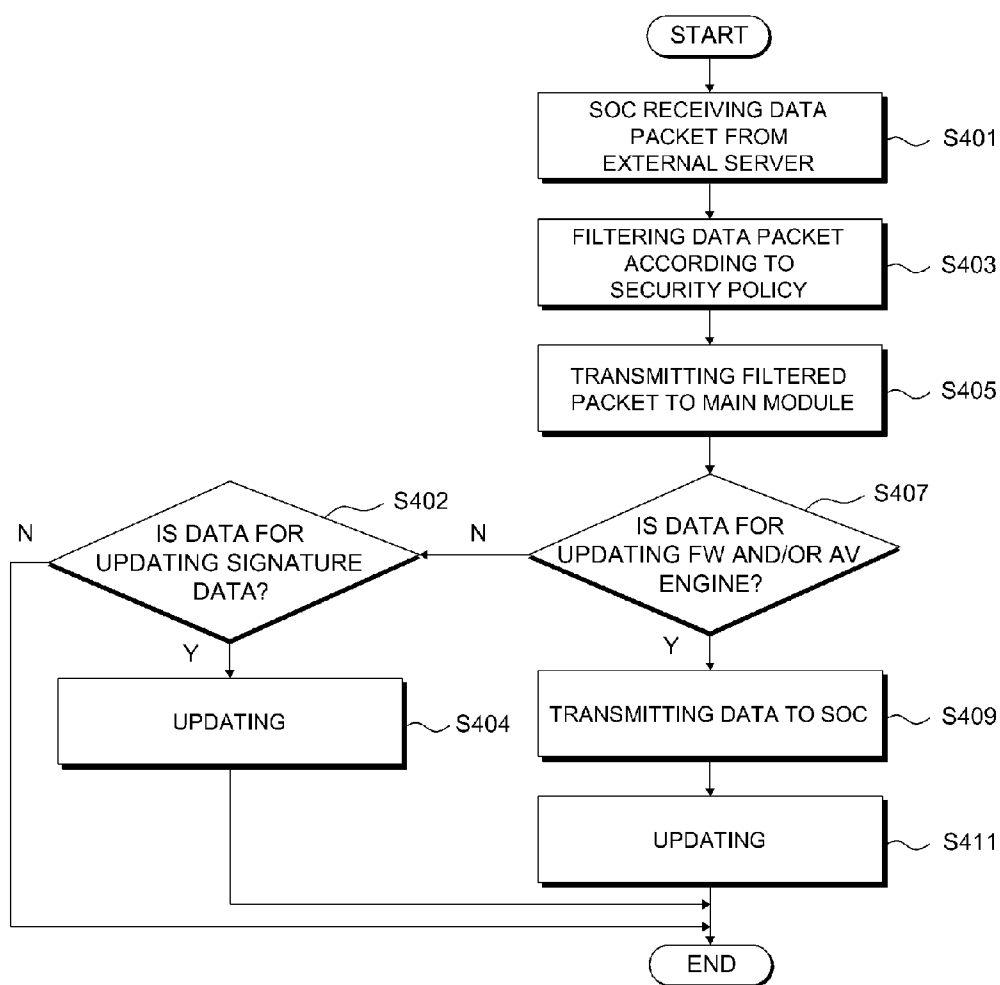 START
SOC RECEIVING DATA
PACKET FROM
EXTERNAL SERVER
S401
FILTERING DATA PACKET
ACCORDING TO
SECURITY POLICY
S403
TRANSMITTING FILTERED
PACKET TO MAIN MODULE
S405
S407
IS DATA FOR
UPDATING FW AND/OR AV
ENGINE?
N
Y
S402
IS DATA FOR
UPDATING SIGNATURE
DATA?
N
Y
UPDATING
S404
TRANSMITTING DATA TO SOC
S409
UPDATING
S411
END